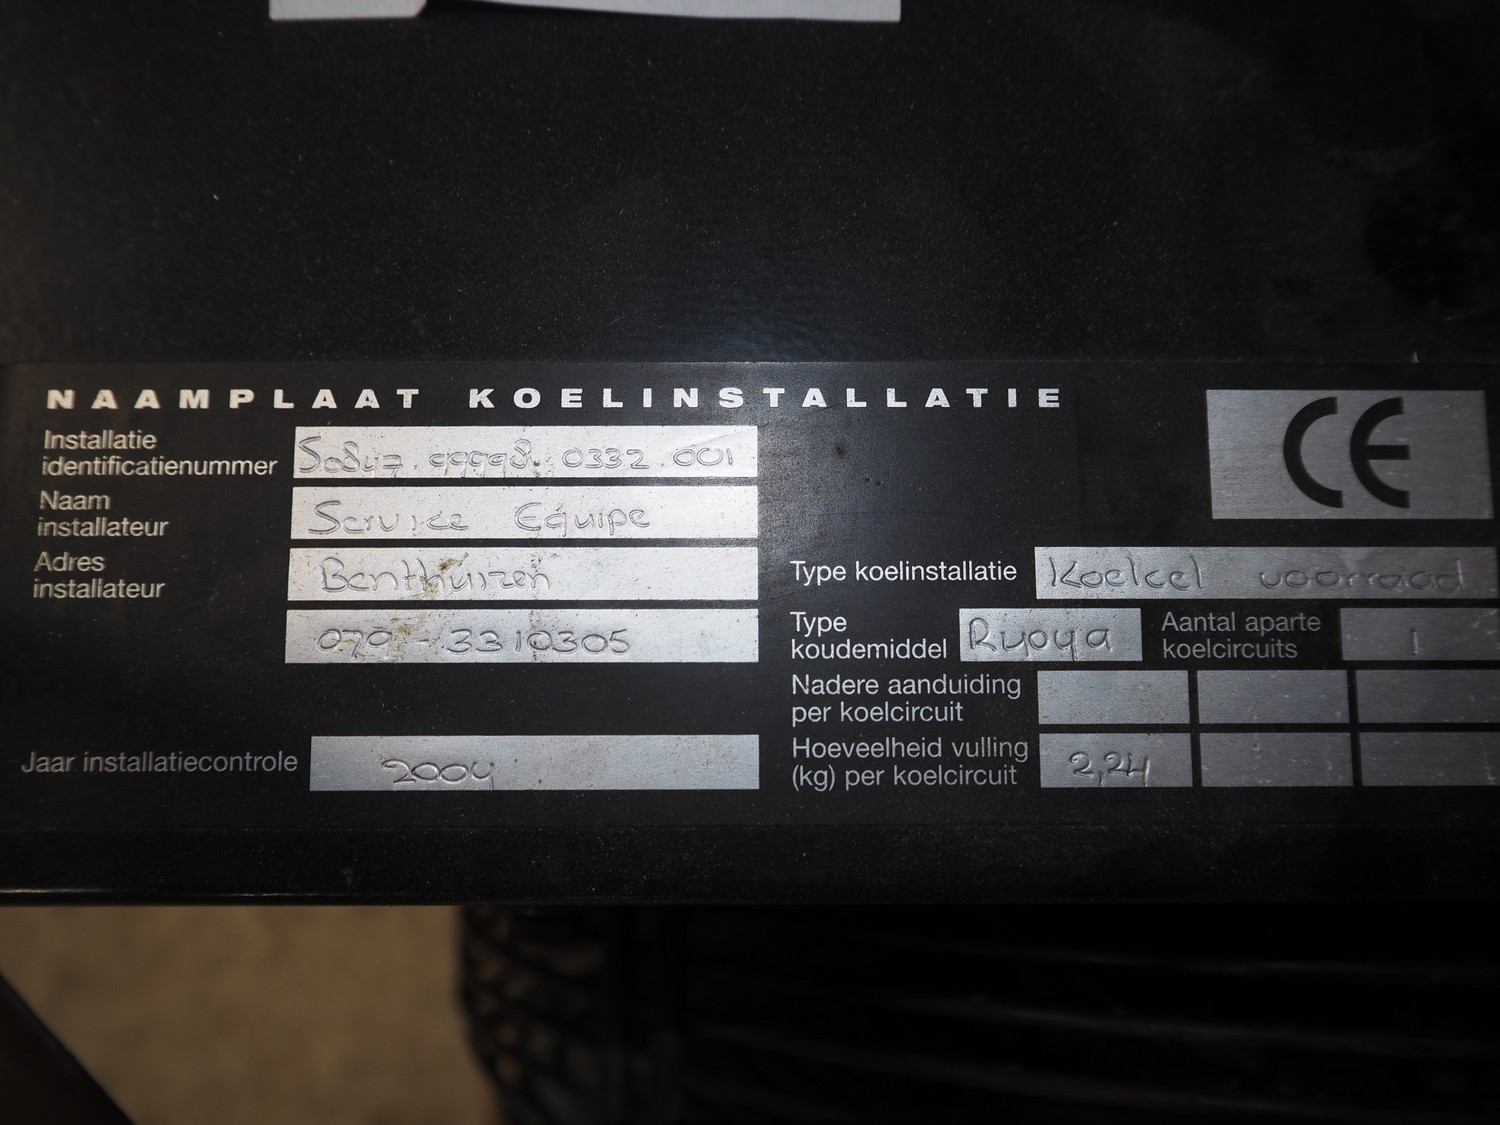 NAAMPLAAT KOELINSTALLATIE
CE
Installatie
identificatienummer
S0847.99998.0332.001
Naam
installateur
Service Equipe
Adres
installateur
Benthuizen
079-3310305
Jaar installatiecontrole
2004
Type koelinstallatie
Koelcel voorraad
Type
koudemiddel
R404a
Aantal aparte
koelcircuits
1
Nadere aanduiding
per koelcircuit
Hoeveelheid vulling
(kg) per koelcircuit
2,24